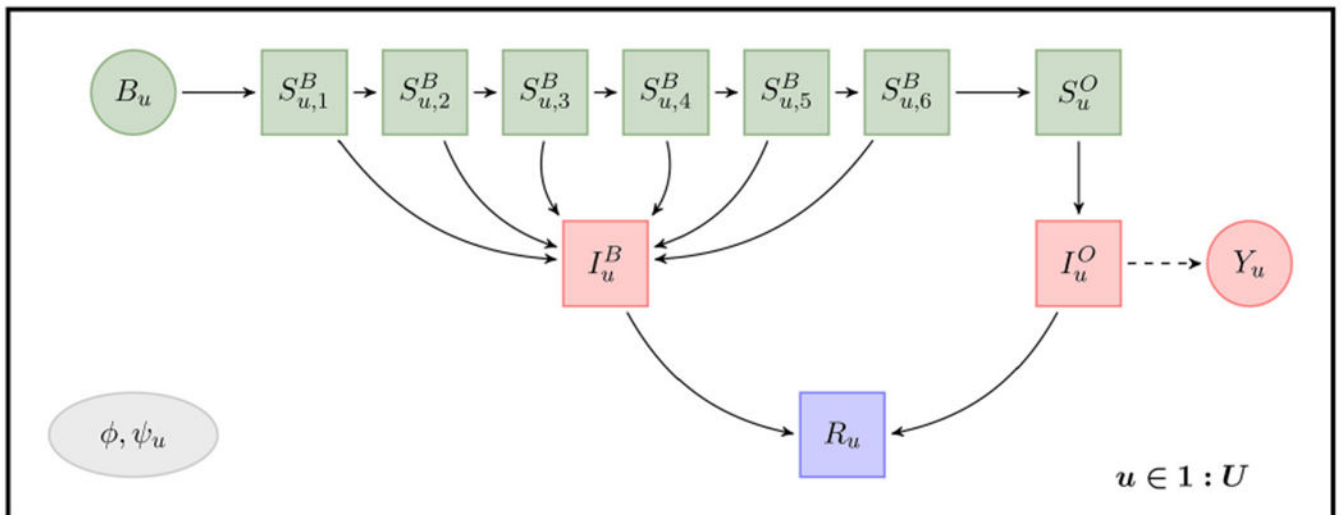 B_u S^B_{u,1} S^B_{u,2} S^B_{u,3} S^B_{u,4} S^B_{u,5} S^B_{u,6} S^O_u
I^B_u I^O_u Y_u
ϕ, ψ_u R_u
u ∈ 1 : U